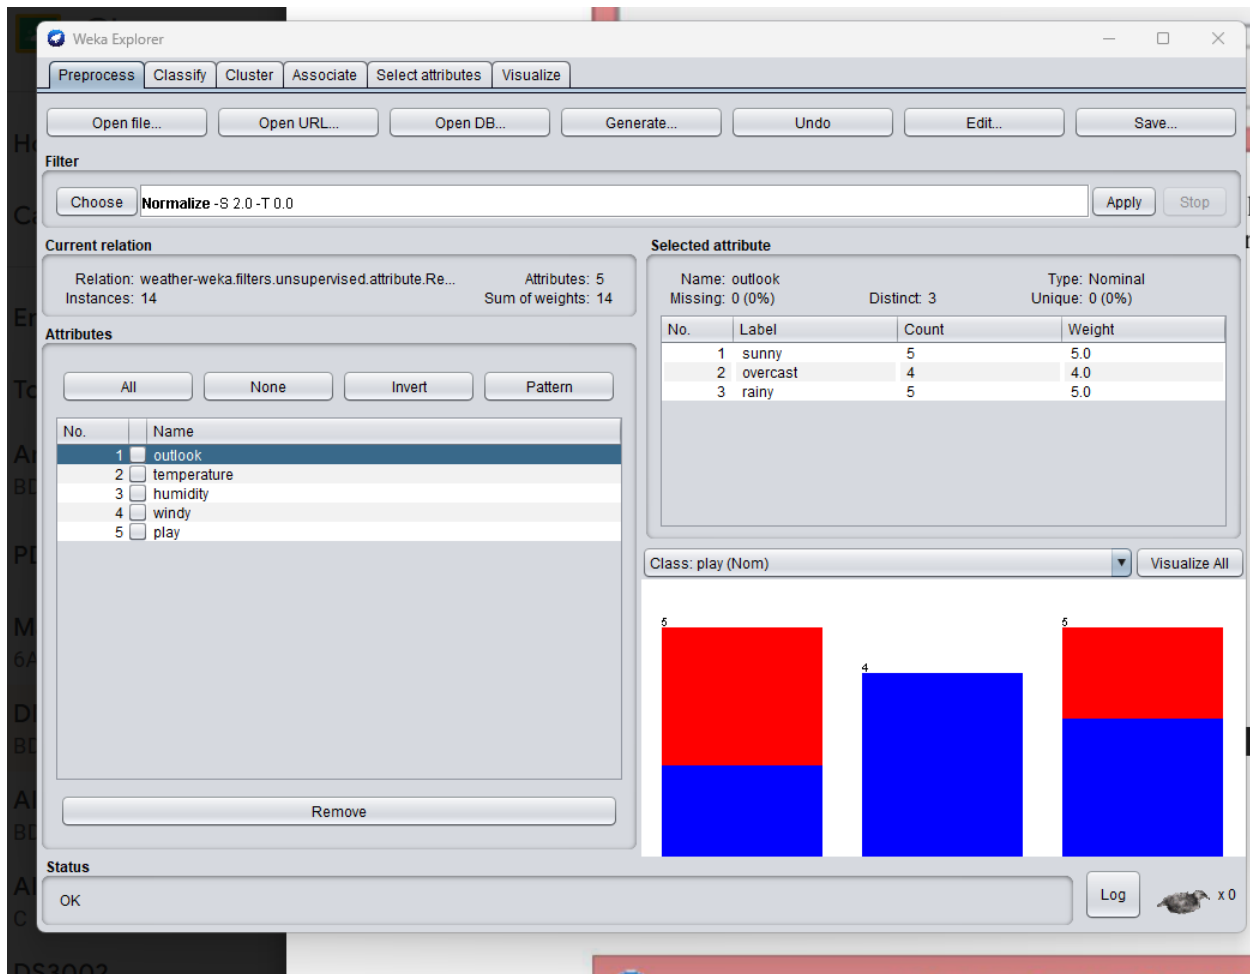 Weka Explorer
Preprocess Classify Cluster Associate Select attributes Visualize
Open file... Open URL... Open DB... Generate... Undo Edit... Save...
Filter
Choose Normalize -S 2.0 -T 0.0 Apply Stop
Current relation
Relation: weather-weka.filters.unsupervised.attribute.Re... Attributes: 5
Instances: 14 Sum of weights: 14
Attributes
All None Invert Pattern
No. Name
1 outlook
2 temperature
3 humidity
4 windy
5 play
Remove
Selected attribute
Name: outlook Type: Nominal
Missing: 0 (0%) Distinct: 3 Unique: 0 (0%)
No. Label Count Weight
1 sunny 5 5.0
2 overcast 4 4.0
3 rainy 5 5.0
Class: play (Nom) Visualize All
5 4 5
Status
OK Log x 0
DS3002